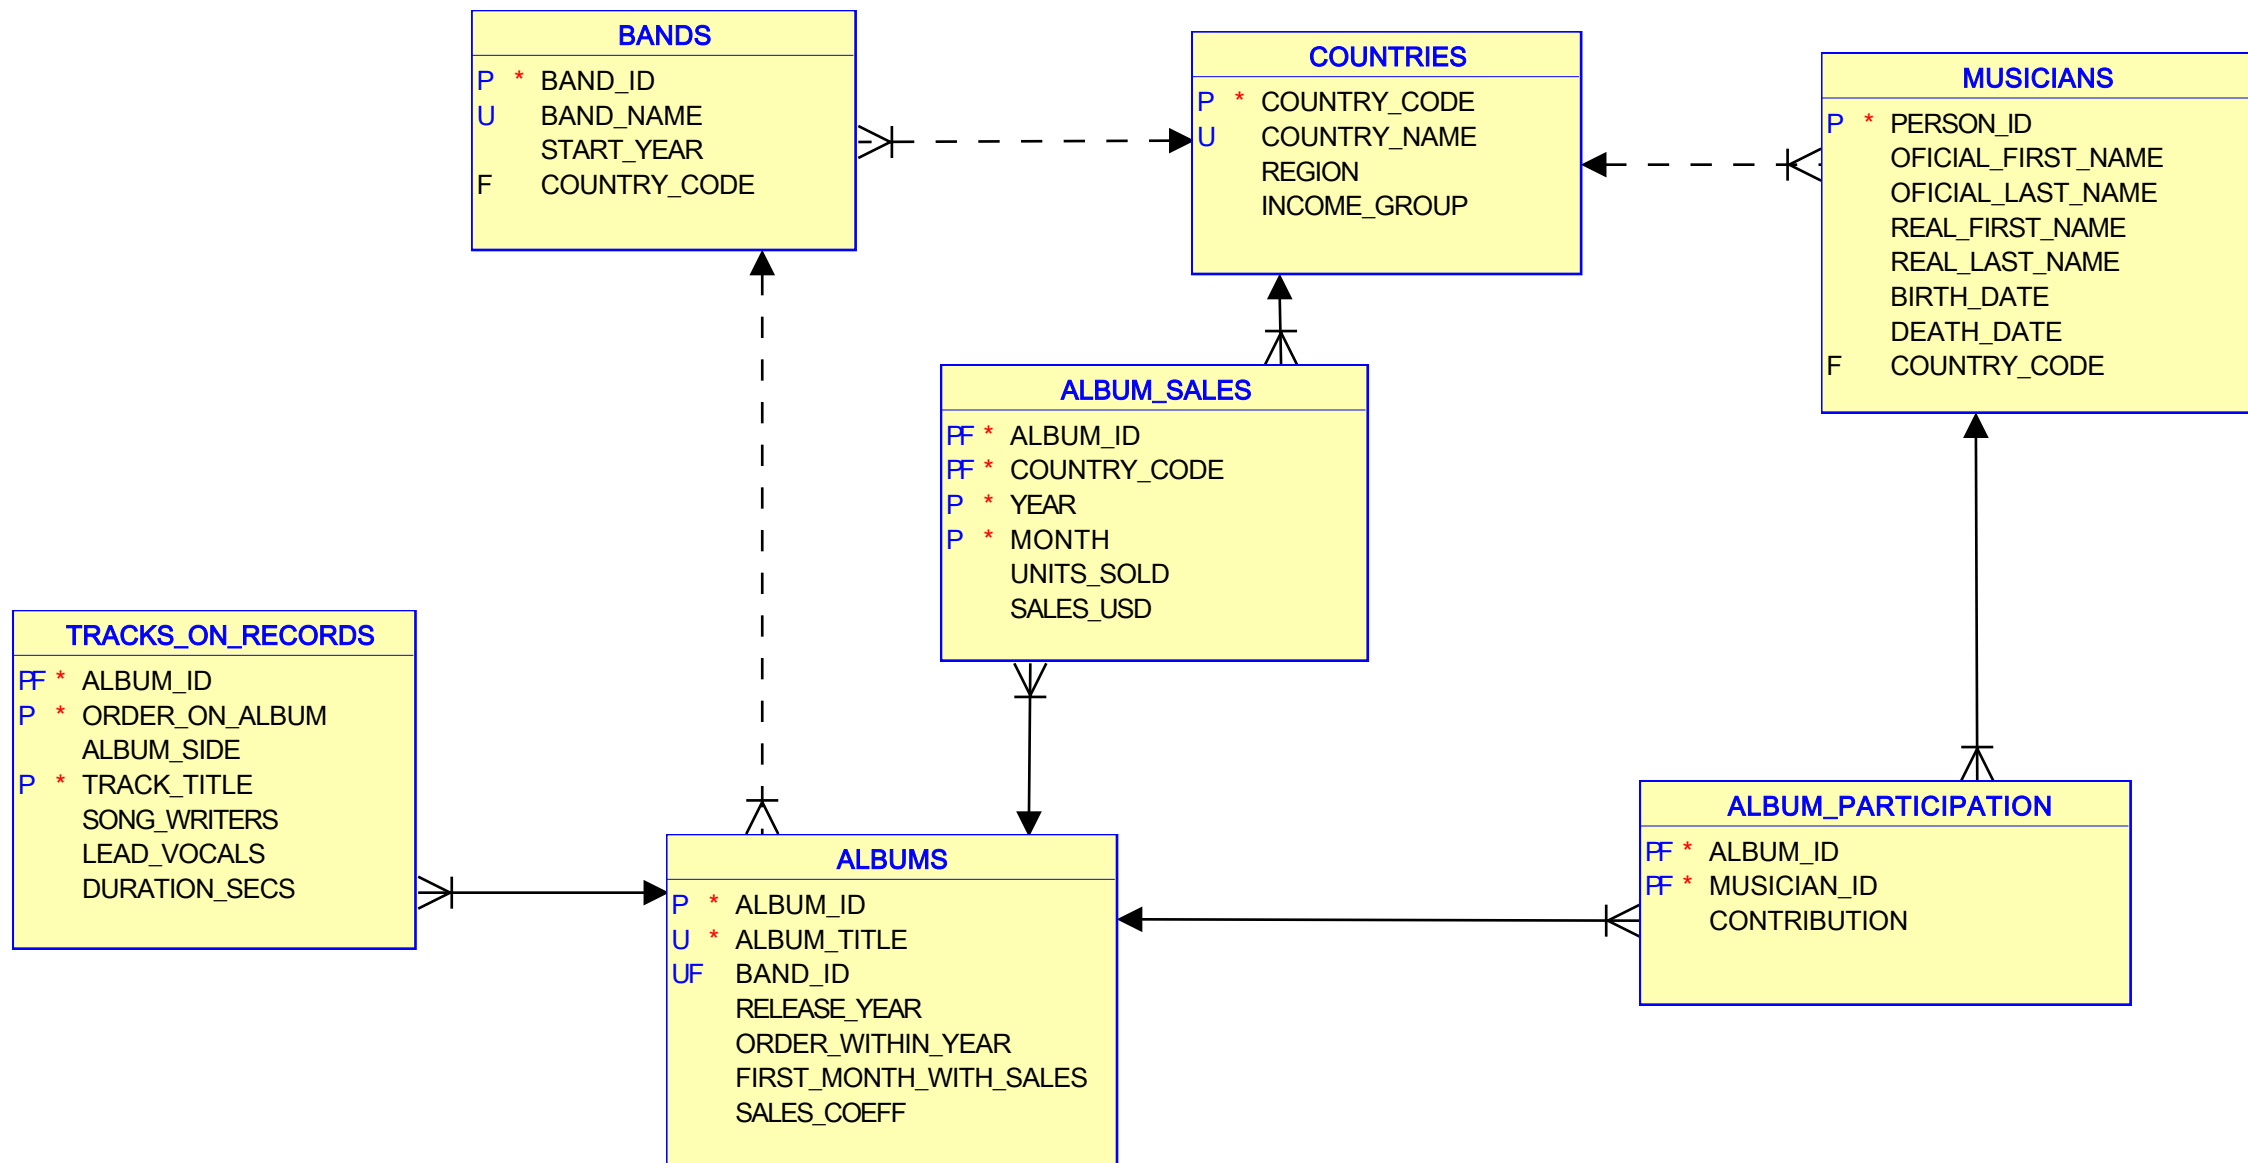 BANDS
P * BAND_ID
U BAND_NAME
START_YEAR
F COUNTRY_CODE
COUNTRIES
P * COUNTRY_CODE
U COUNTRY_NAME
REGION
INCOME_GROUP
MUSICIANS
P * PERSON_ID
OFICIAL_FIRST_NAME
OFICIAL_LAST_NAME
REAL_FIRST_NAME
REAL_LAST_NAME
BIRTH_DATE
DEATH_DATE
F COUNTRY_CODE
ALBUM_SALES
PF * ALBUM_ID
PF * COUNTRY_CODE
P * YEAR
P * MONTH
UNITS_SOLD
SALES_USD
TRACKS_ON_RECORDS
PF * ALBUM_ID
P * ORDER_ON_ALBUM
ALBUM_SIDE
P * TRACK_TITLE
SONG_WRITERS
LEAD_VOCALS
DURATION_SECS
ALBUMS
P * ALBUM_ID
U * ALBUM_TITLE
UF BAND_ID
RELEASE_YEAR
ORDER_WITHIN_YEAR
FIRST_MONTH_WITH_SALES
SALES_COEFF
ALBUM_PARTICIPATION
PF * ALBUM_ID
PF * MUSICIAN_ID
CONTRIBUTION